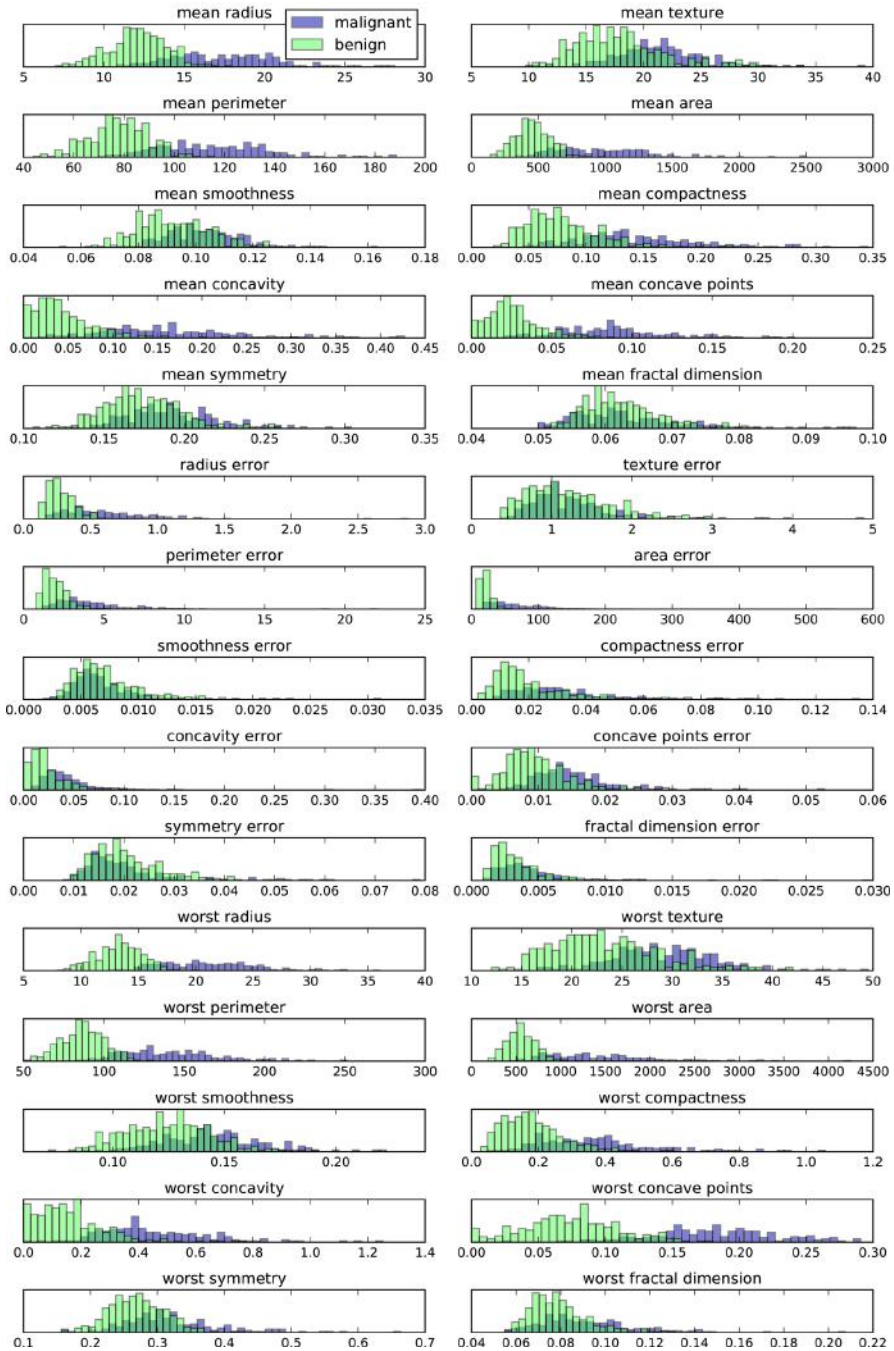 mean radius
malignant
benign
5 10 15 20 25 30
mean texture
5 10 15 20 25 30 35 40
mean perimeter
40 60 80 100 120 140 160 180 200
mean area
0 500 1000 1500 2000 2500 3000
mean smoothness
0.04 0.06 0.08 0.10 0.12 0.14 0.16 0.18
mean compactness
0.00 0.05 0.10 0.15 0.20 0.25 0.30 0.35
mean concavity
0.00 0.05 0.10 0.15 0.20 0.25 0.30 0.35 0.40 0.45
mean concave points
0.00 0.05 0.10 0.15 0.20 0.25
mean symmetry
0.10 0.15 0.20 0.25 0.30 0.35
mean fractal dimension
0.04 0.05 0.06 0.07 0.08 0.09 0.10
radius error
0.0 0.5 1.0 1.5 2.0 2.5 3.0
texture error
0 1 2 3 4 5
perimeter error
0 5 10 15 20 25
area error
0 100 200 300 400 500 600
smoothness error
0.000 0.005 0.010 0.015 0.020 0.025 0.030 0.035
compactness error
0.00 0.02 0.04 0.06 0.08 0.10 0.12 0.14
concavity error
0.00 0.05 0.10 0.15 0.20 0.25 0.30 0.35 0.40
concave points error
0.00 0.01 0.02 0.03 0.04 0.05 0.06
symmetry error
0.00 0.01 0.02 0.03 0.04 0.05 0.06 0.07 0.08
fractal dimension error
0.000 0.005 0.010 0.015 0.020 0.025 0.030
worst radius
5 10 15 20 25 30 35 40
worst texture
10 15 20 25 30 35 40 45 50
worst perimeter
50 100 150 200 250 300
worst area
0 500 1000 1500 2000 2500 3000 3500 4000 4500
worst smoothness
0.10 0.15 0.20
worst compactness
0.0 0.2 0.4 0.6 0.8 1.0 1.2
worst concavity
0.0 0.2 0.4 0.6 0.8 1.0 1.2 1.4
worst concave points
0.00 0.05 0.10 0.15 0.20 0.25 0.30
worst symmetry
0.1 0.2 0.3 0.4 0.5 0.6 0.7
worst fractal dimension
0.04 0.06 0.08 0.10 0.12 0.14 0.16 0.18 0.20 0.22